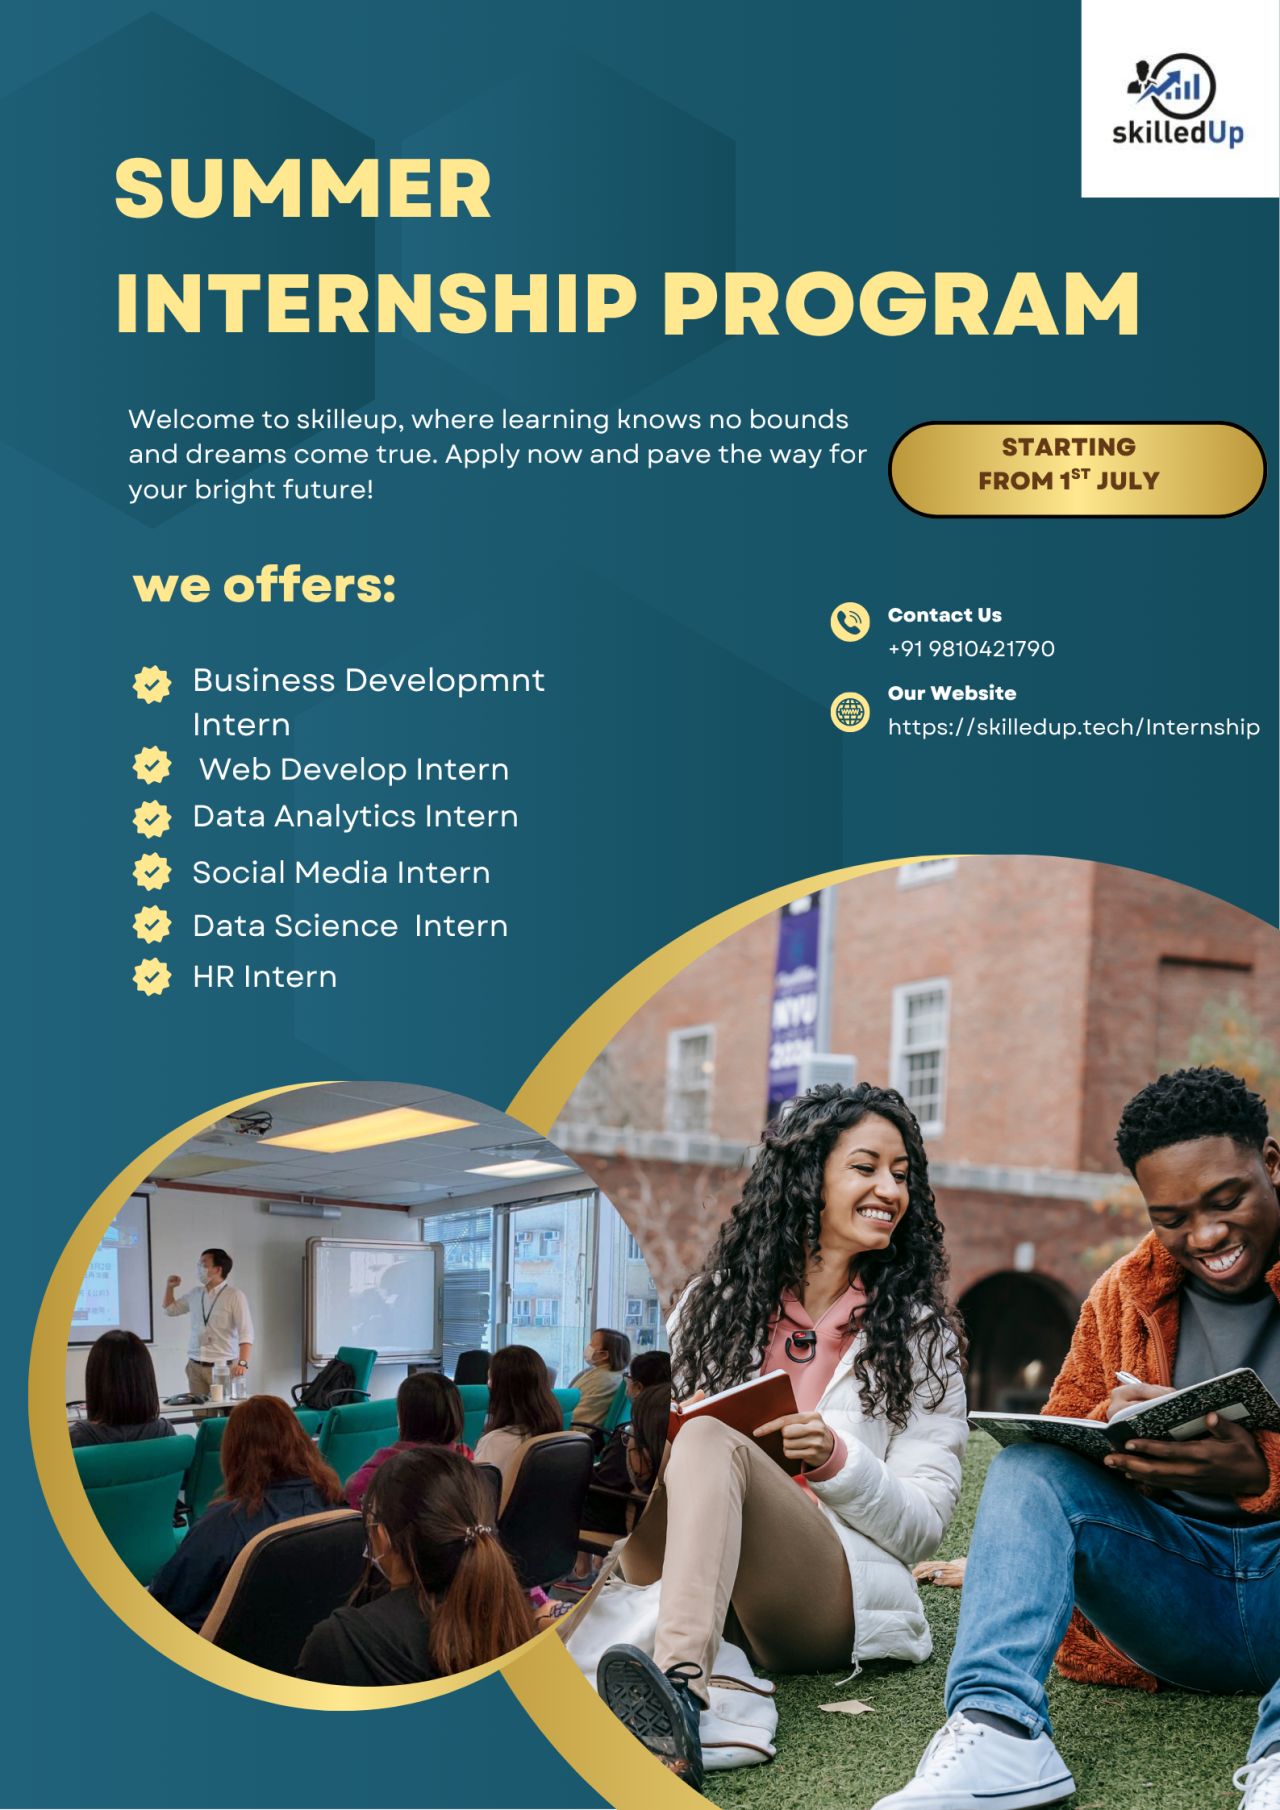 skilledUp
SUMMER
INTERNSHIP PROGRAM
Welcome to skilleup, where learning knows no bounds
and dreams come true. Apply now and pave the way for
your bright future!
STARTING
FROM 1ST JULY
we offers:
Business Developmnt
Intern
Web Develop Intern
Data Analytics Intern
Social Media Intern
Data Science Intern
HR Intern
Contact Us
+91 9810421790
Our Website
https://skilledup.tech/Internship
WWW
NYU